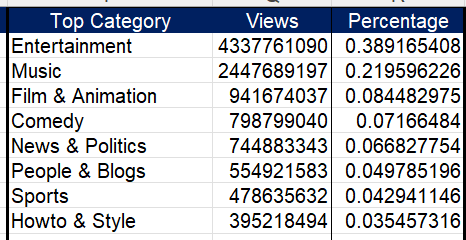 Top Category Views Percentage
Entertainment 4337761090 0.389165408
Music 2447689197 0.219596226
Film & Animation 941674037 0.084482975
Comedy 798799040 0.07166484
News & Politics 744883343 0.066827754
People & Blogs 554921583 0.049785196
Sports 478635632 0.042941146
Howto & Style 395218494 0.035457316